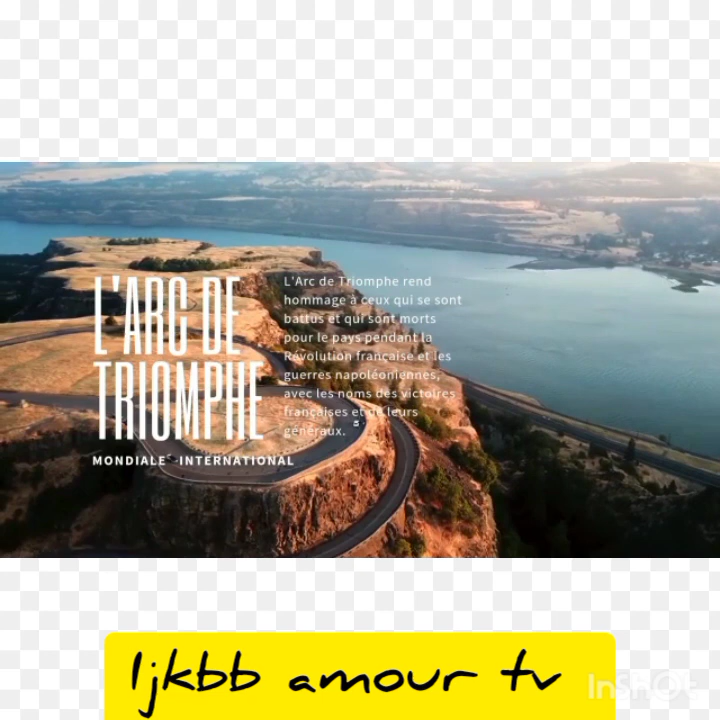 L'ARC DE
TRIOMPHE
MONDIALE - INTERNATIONAL
L'Arc de Triomphe rend
hommage à ceux qui se sont
battus et qui sont morts
pour le pays pendant la
Révolution française et les
guerres napoléoniennes,
avec les noms des victoires
françaises et de leurs
généraux.
Ijkbb amour tv
InShOt